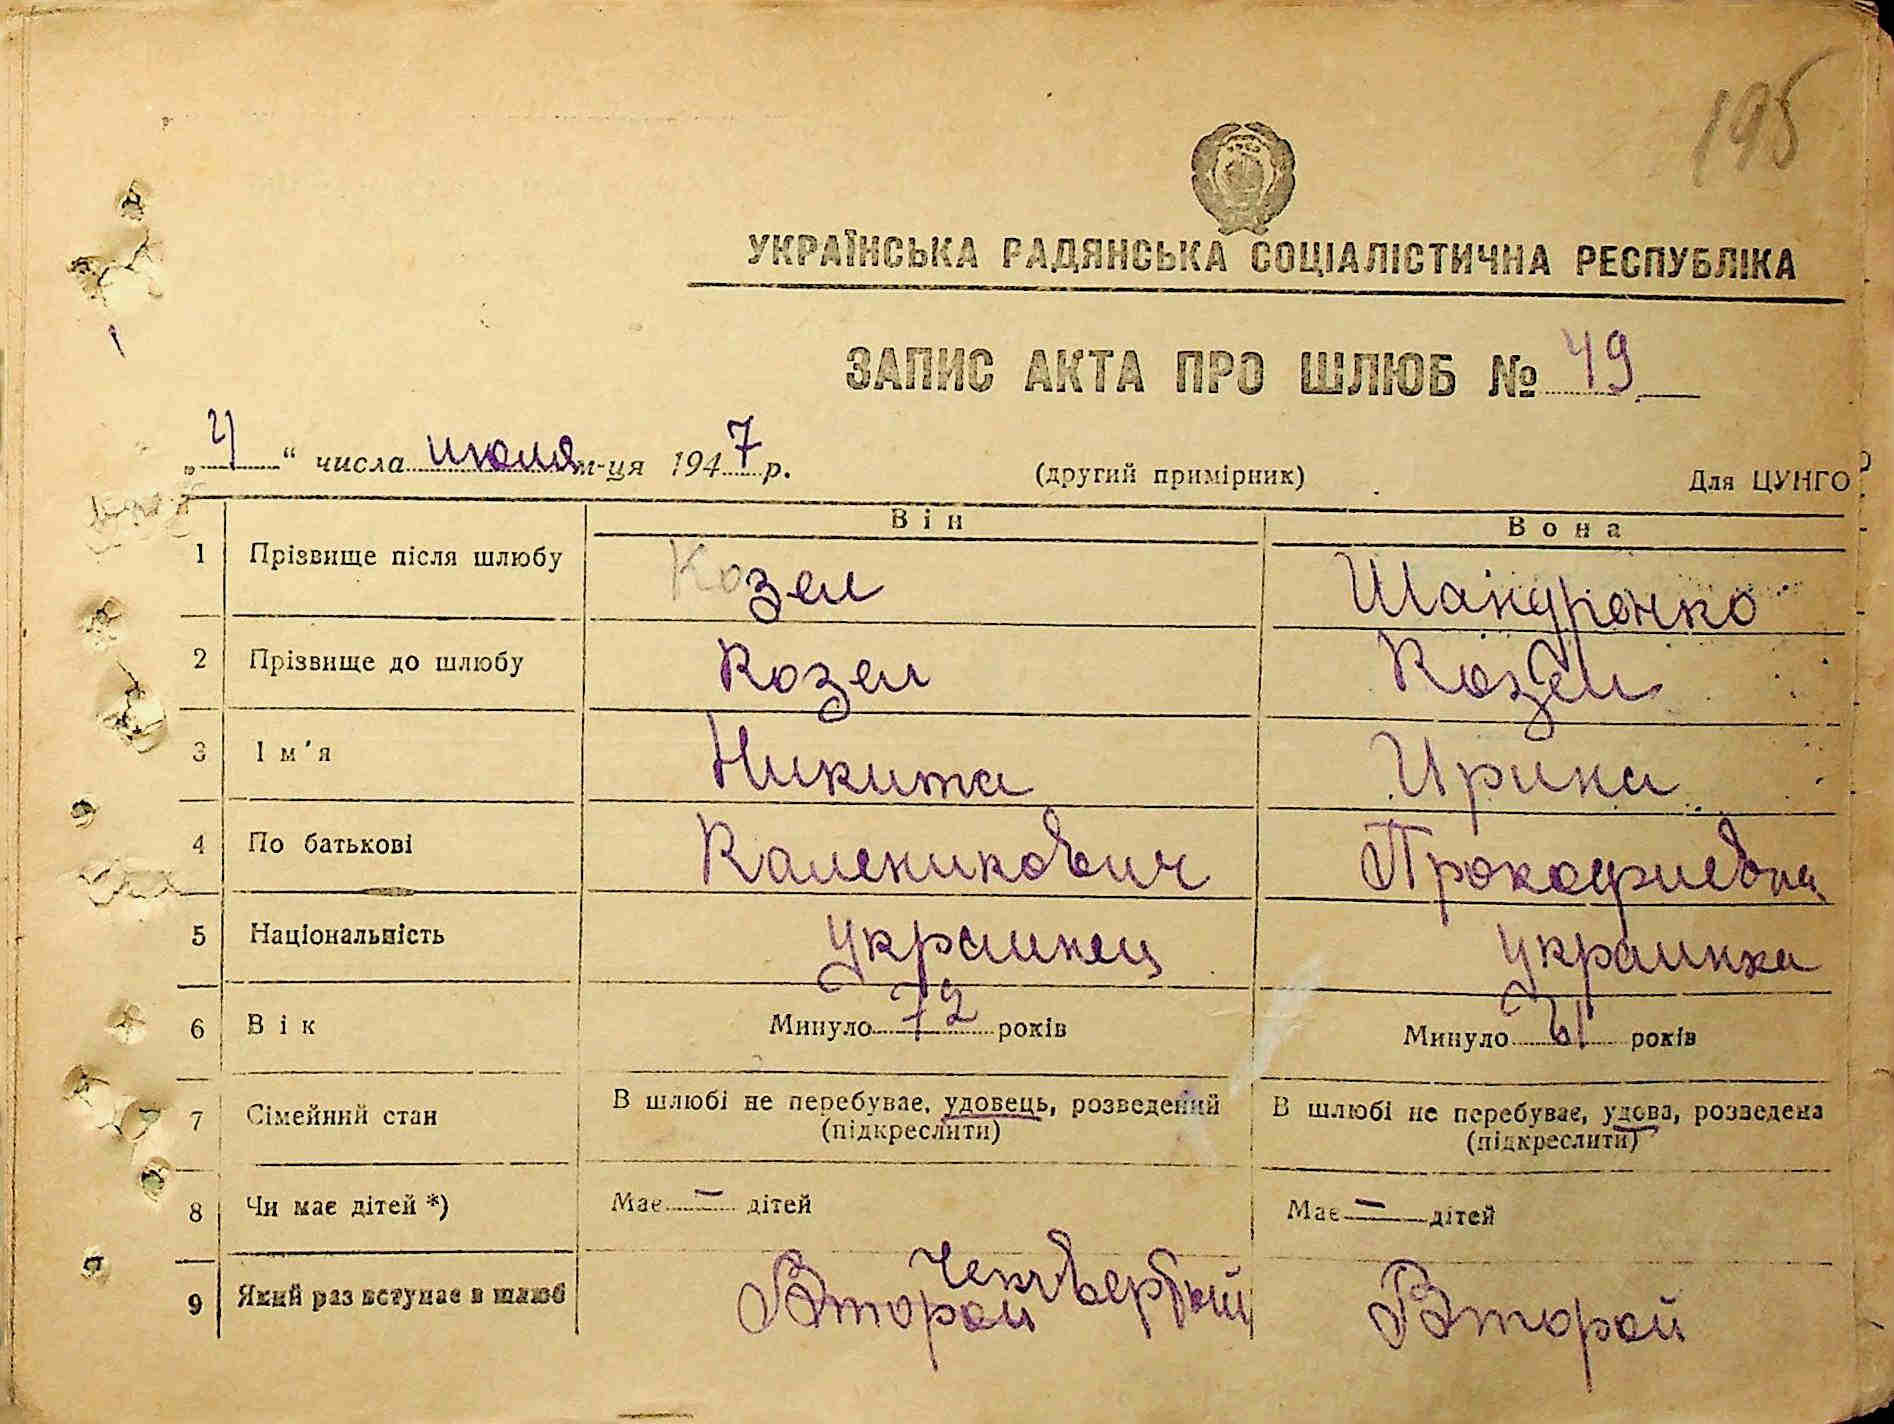 195
УКРАЇНСЬКА РАДЯНСЬКА СОЦІАЛІСТИЧНА РЕСПУБЛІКА
ЗАПИС АКТА ПРО ШЛЮБ № 49
„4“ числа июля м-ця 1947 р. (другий примірник) Для ЦУНГО
Він Вона
1 Прізвище після шлюбу Козел Шандренко
2 Прізвище до шлюбу Козел Козел
3 Ім'я Никита Ирина
4 По батькові Каленикович Прокофиевна
5 Національність украинец украинка
6 Вік Минуло 72 років Минуло 61 років
7 Сімейний стан В шлюбі не перебуває, удовець, розведений В шлюбі не перебуває, удова, розведена
(підкреслити) (підкреслити)
8 Чи має дітей *) Має — дітей Має — дітей
9 Який раз вступає в шлюб Второй Четвертый Второй